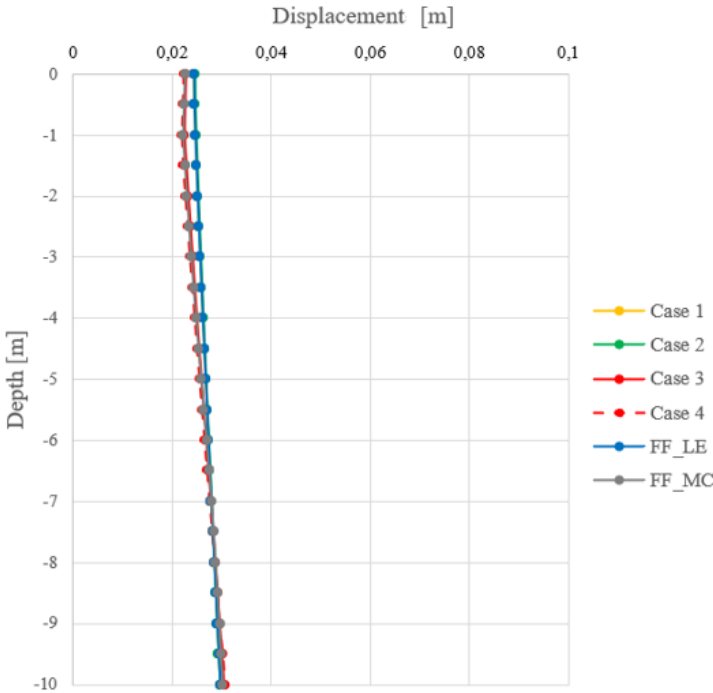 Displacement [m]
0 0,02 0,04 0,06 0,08 0,1
0
-1
-2
-3
-4
-5
-6
-7
-8
-9
-10
Depth [m]
Case 1
Case 2
Case 3
Case 4
FF_LE
FF_MC